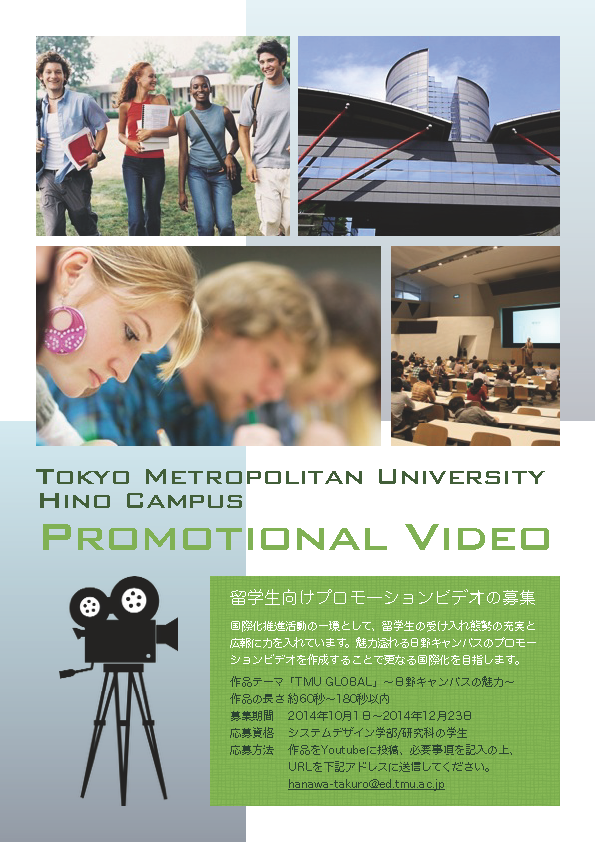 TOKYO METROPOLITAN UNIVERSITY
HINO CAMPUS
PROMOTIONAL VIDEO
留学生向けプロモーションビデオの募集
国際化推進活動の一環として、留学生の受け入れ態勢の充実と
広報に力を入れています。魅力溢れる日野キャンパスのプロモー
ションビデオを作成することで更なる国際化を目指します。
作品テーマ「TMU GLOBAL」～日野キャンパスの魅力～
作品の長さ 約60秒～180秒以内
募集期間 2014年10月1日～2014年12月23日
応募資格 システムデザイン学部/研究科の学生
応募方法 作品をYoutubeに投稿、必要事項を記入の上、
URLを下記アドレスに送信してください。
hanawa-takuro@ed.tmu.ac.jp